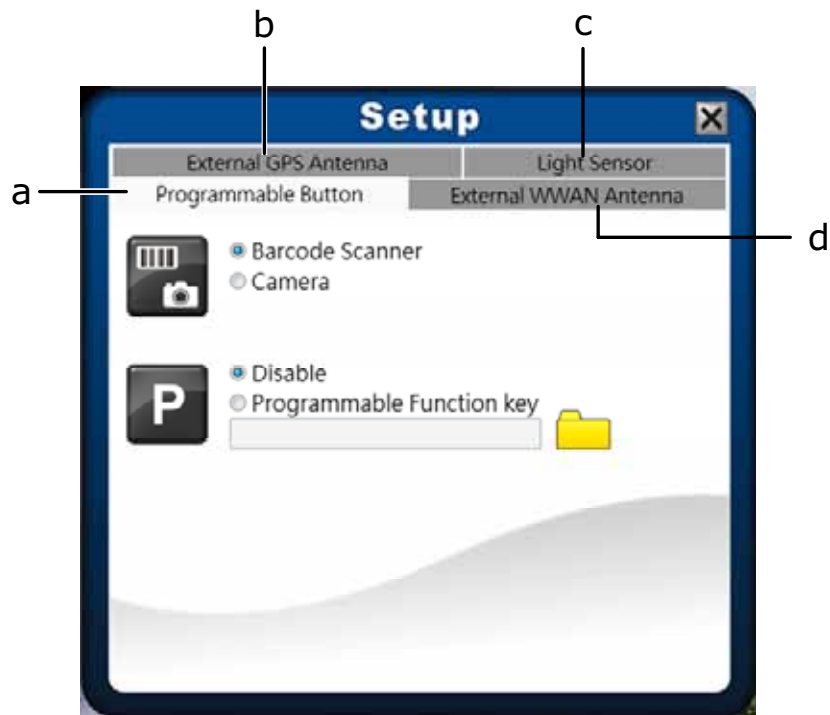 b c
Setup
External GPS Antenna Light Sensor
a Programmable Button External WWAN Antenna
d
Barcode Scanner
Camera
P Disable
Programmable Function key